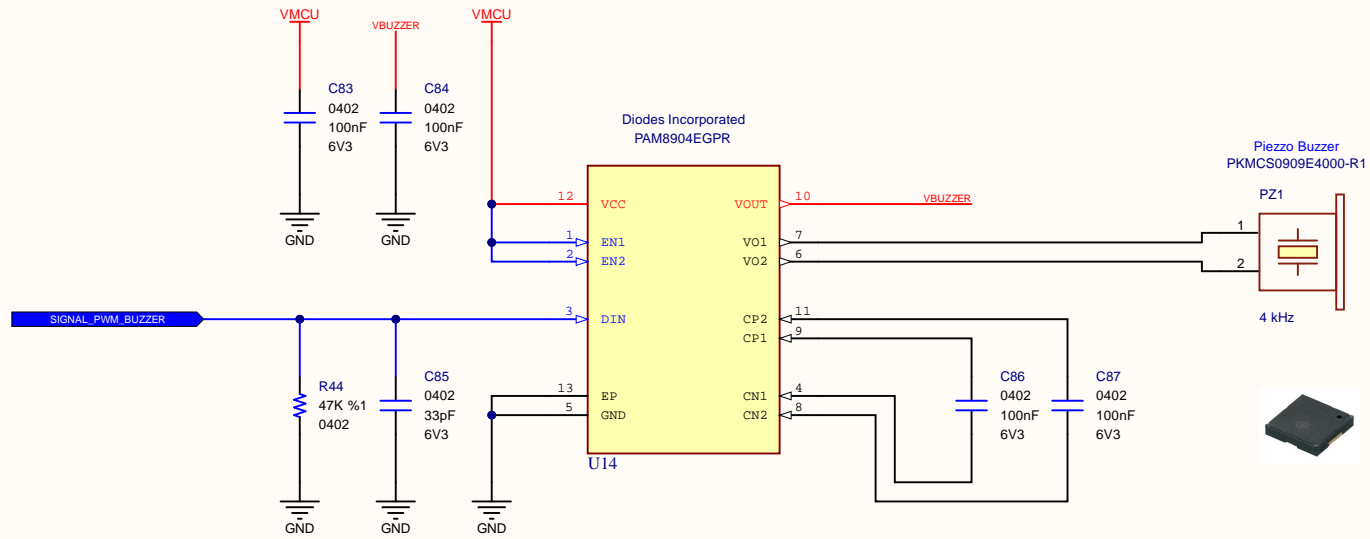 VMCU
VBUZZER
VMCU
C83
0402
100nF
6V3
C84
0402
100nF
6V3
GND
GND
Diodes Incorporated
PAM8904EGPR
12
VCC
1
EN1
2
EN2
3
DIN
13
EP
5
GND
VOUT
10
VBUZZER
VO1
7
VO2
6
CP2
11
CP1
9
CN1
4
CN2
8
U14
Piezzo Buzzer
PKMCS0909E4000-R1
PZ1
1
2
4 kHz
SIGNAL_PWM_BUZZER
R44
47K %1
0402
C85
0402
33pF
6V3
C86
0402
100nF
6V3
C87
0402
100nF
6V3
GND
GND
GND